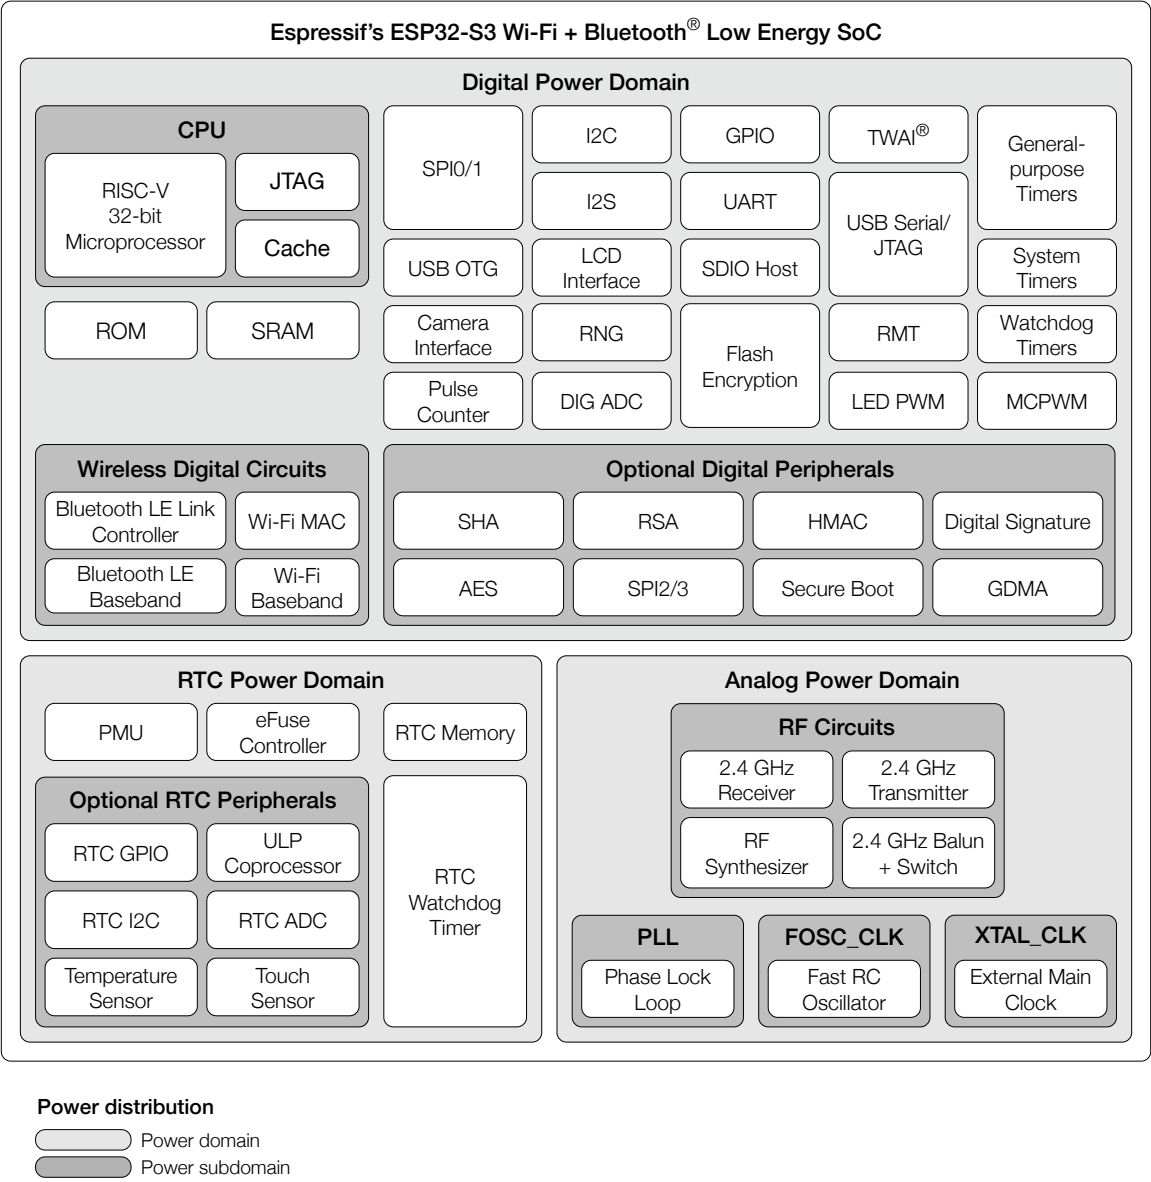 Espressif's ESP32-S3 Wi-Fi + Bluetooth® Low Energy SoC
Digital Power Domain
CPU
RISC-V
32-bit
Microprocessor
JTAG
Cache
ROM
SRAM
SPI0/1
I2C
GPIO
TWAI®
General-
purpose
Timers
I2S
UART
USB Serial/
JTAG
USB OTG
LCD
Interface
SDIO Host
System
Timers
Camera
Interface
RNG
Flash
Encryption
RMT
Watchdog
Timers
Pulse
Counter
DIG ADC
LED PWM
MCPWM
Wireless Digital Circuits
Bluetooth LE Link
Controller
Wi-Fi MAC
Bluetooth LE
Baseband
Wi-Fi
Baseband
Optional Digital Peripherals
SHA
RSA
HMAC
Digital Signature
AES
SPI2/3
Secure Boot
GDMA
RTC Power Domain
PMU
eFuse
Controller
RTC Memory
Optional RTC Peripherals
RTC GPIO
ULP
Coprocessor
RTC I2C
RTC ADC
Temperature
Sensor
Touch
Sensor
RTC
Watchdog
Timer
Analog Power Domain
RF Circuits
2.4 GHz
Receiver
2.4 GHz
Transmitter
RF
Synthesizer
2.4 GHz Balun
+ Switch
PLL
Phase Lock
Loop
FOSC_CLK
Fast RC
Oscillator
XTAL_CLK
External Main
Clock
Power distribution
Power domain
Power subdomain